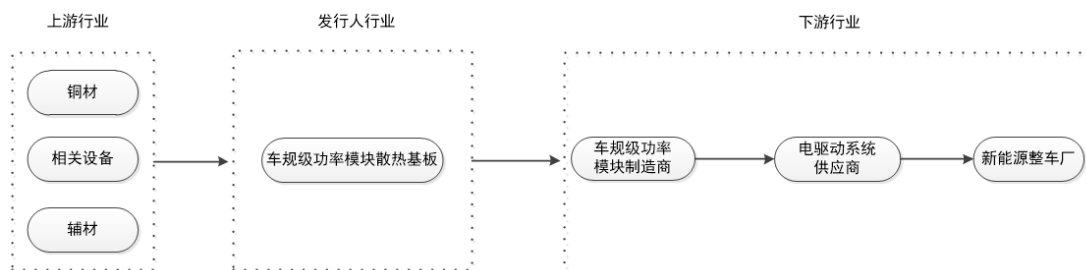 上游行业
发行人行业
下游行业
铜材
相关设备
辅材
车规级功率模块散热基板
车规级功率
模块制造商
电驱动系统
供应商
新能源整车厂